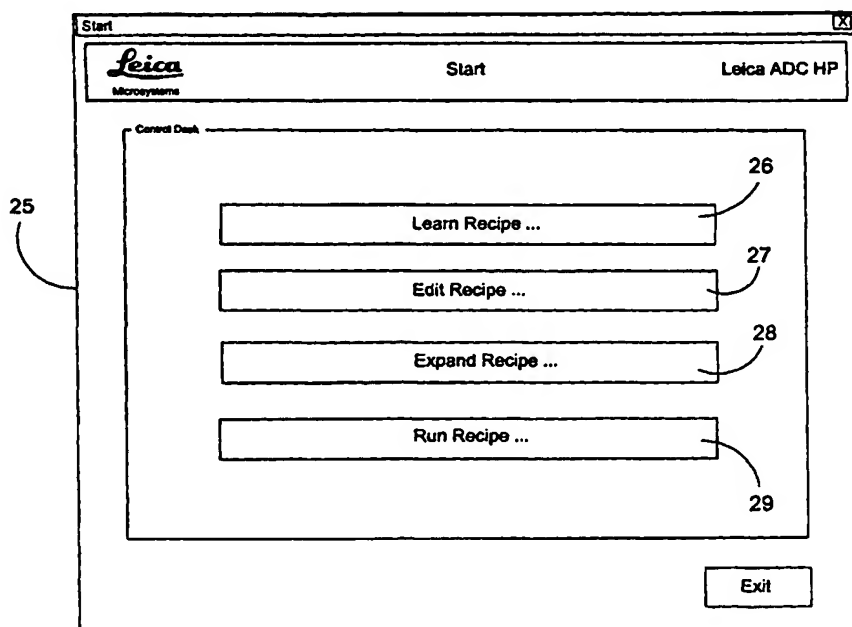 Start X
Leica
Microsystems
Start
Leica ADC HP
Control Desk
26
Learn Recipe ...
27
25
Edit Recipe ...
28
Expand Recipe ...
Run Recipe ...
29
Exit